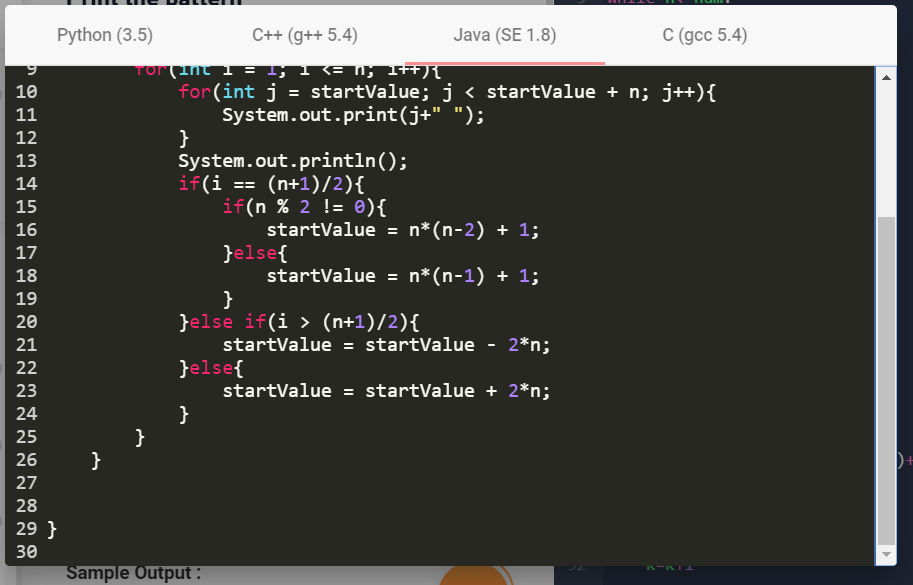 Print the pattern
Python (3.5) C++ (g++ 5.4) Java (SE 1.8) C (gcc 5.4)
9 for(int i = 1; i <= n; i++){
10 for(int j = startValue; j < startValue + n; j++){
11 System.out.print(j+" ");
12 }
13 System.out.println();
14 if(i == (n+1)/2){
15 if(n % 2 != 0){
16 startValue = n*(n-2) + 1;
17 }else{
18 startValue = n*(n-1) + 1;
19 }
20 }else if(i > (n+1)/2){
21 startValue = startValue - 2*n;
22 }else{
23 startValue = startValue + 2*n;
24 }
25 }
26 }
27
28
29 }
30
)+
Sample Output :